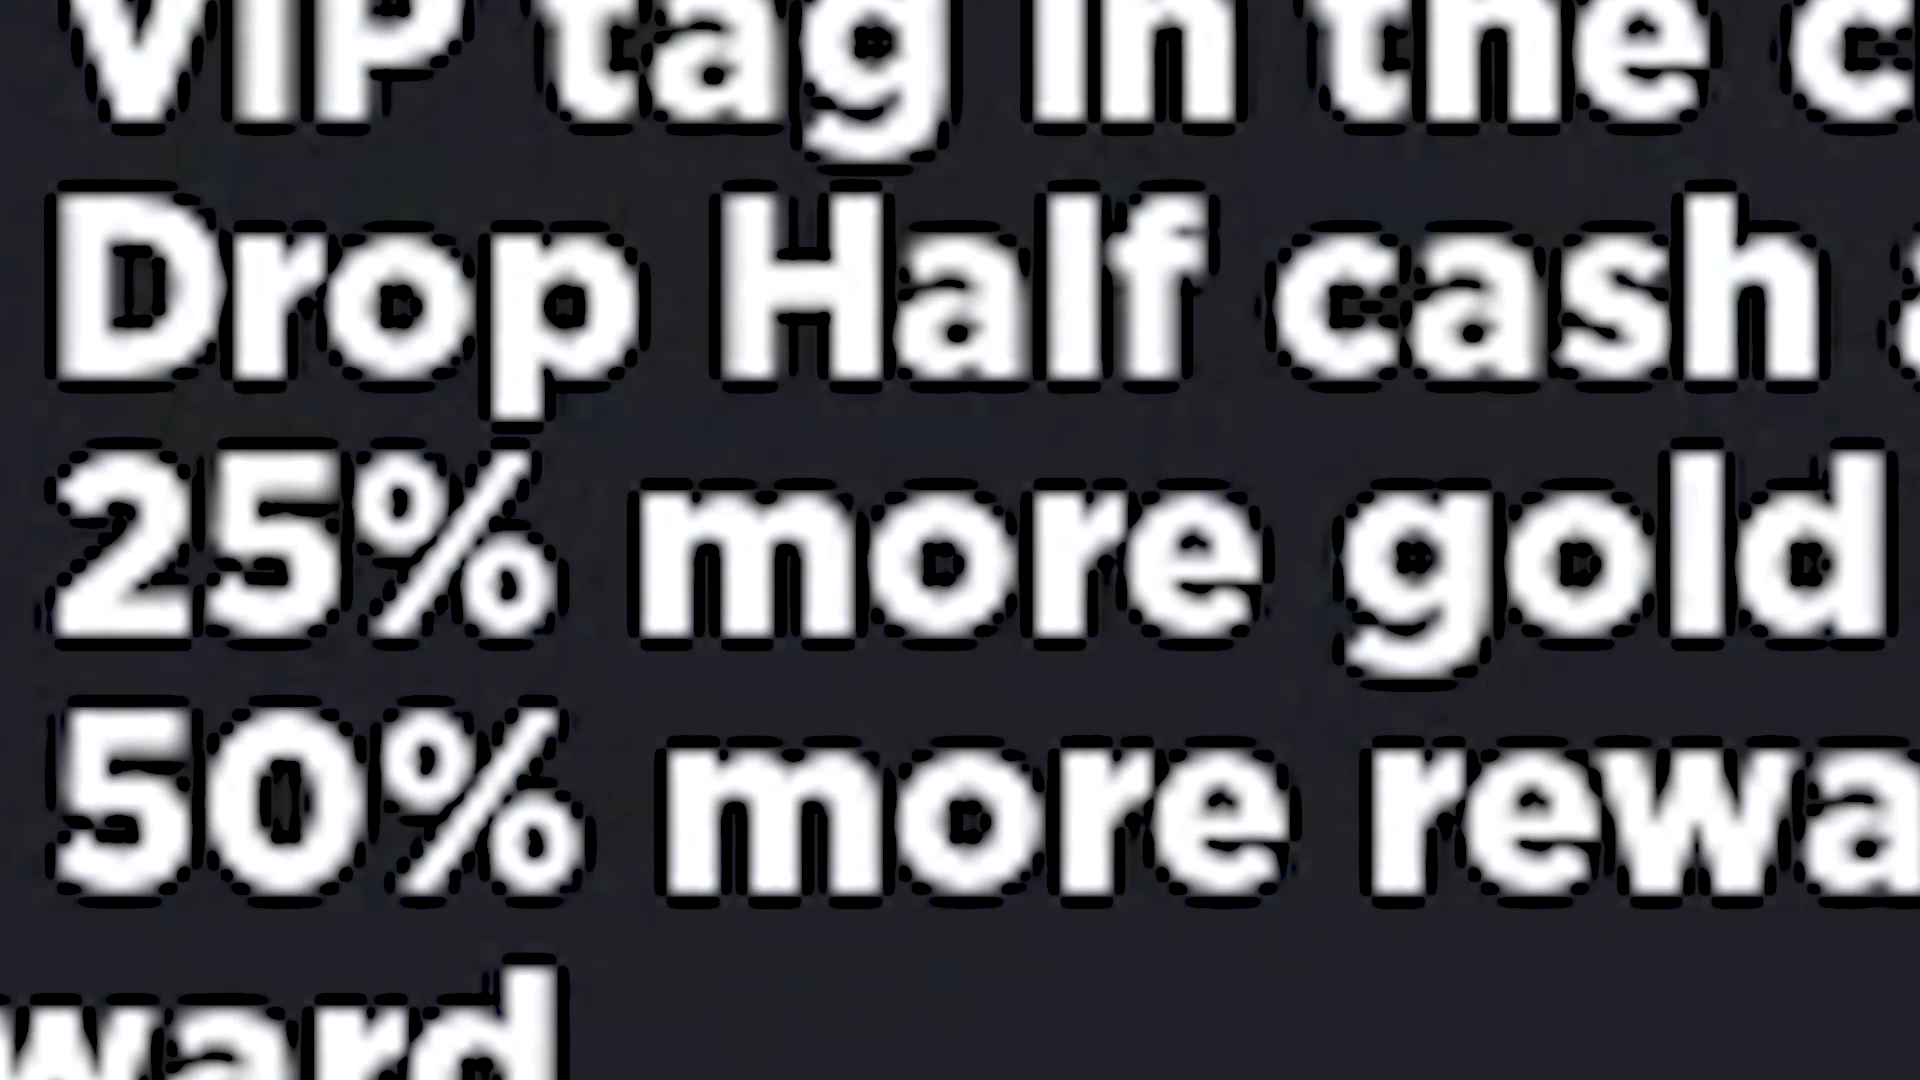 VIP tag in the c
Drop Half cash a
25% more gold
50% more rewa
ward